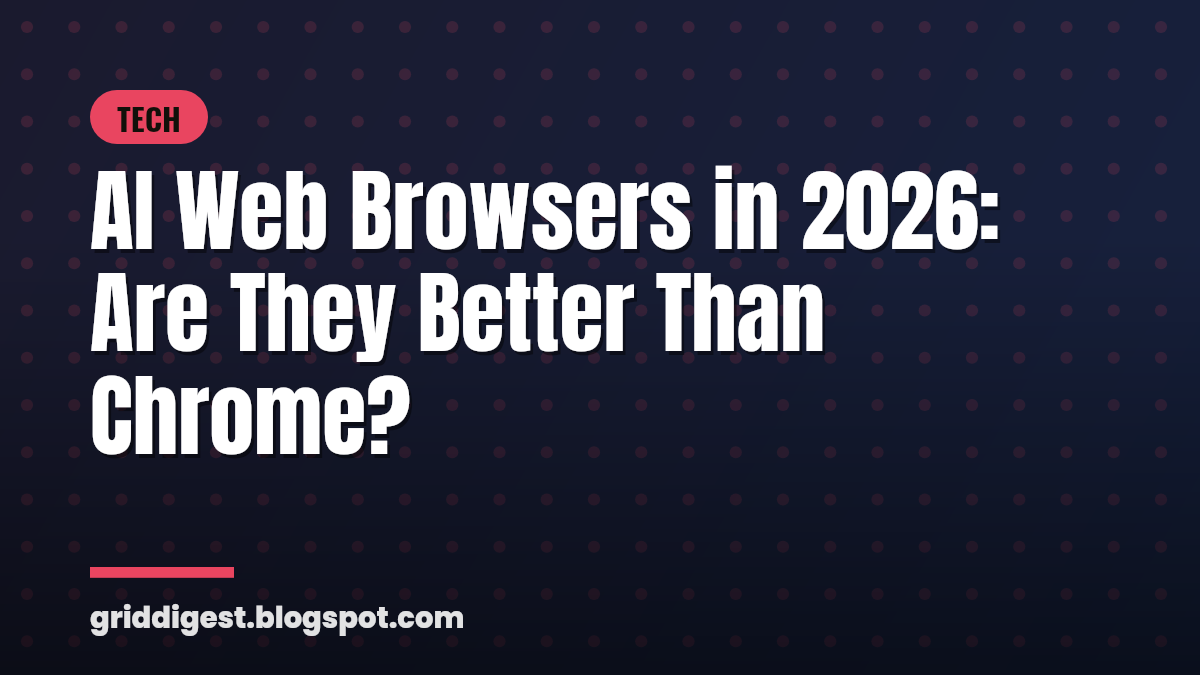 TECH
AI Web Browsers in 2026:
Are They Better Than
Chrome?
griddigest.blogspot.com